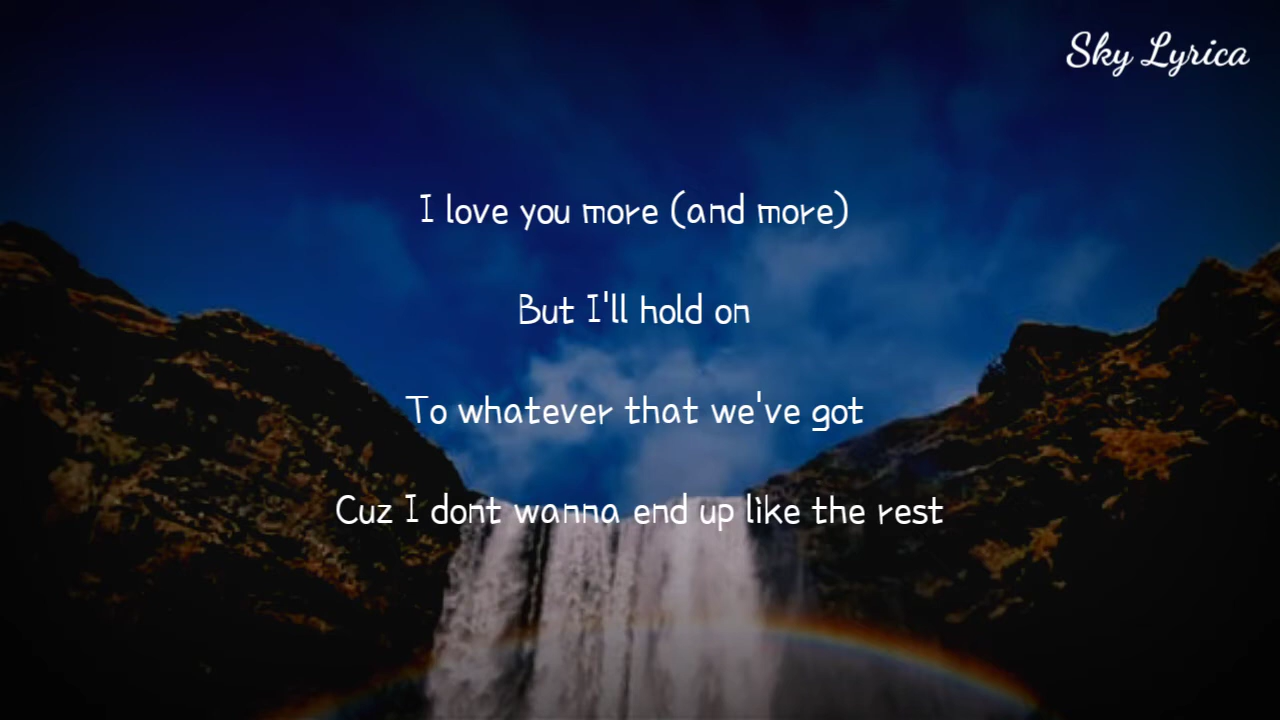 Sky Lyrica
I love you more (and more)
But I'll hold on
To whatever that we've got
Cuz I dont wanna end up like the rest